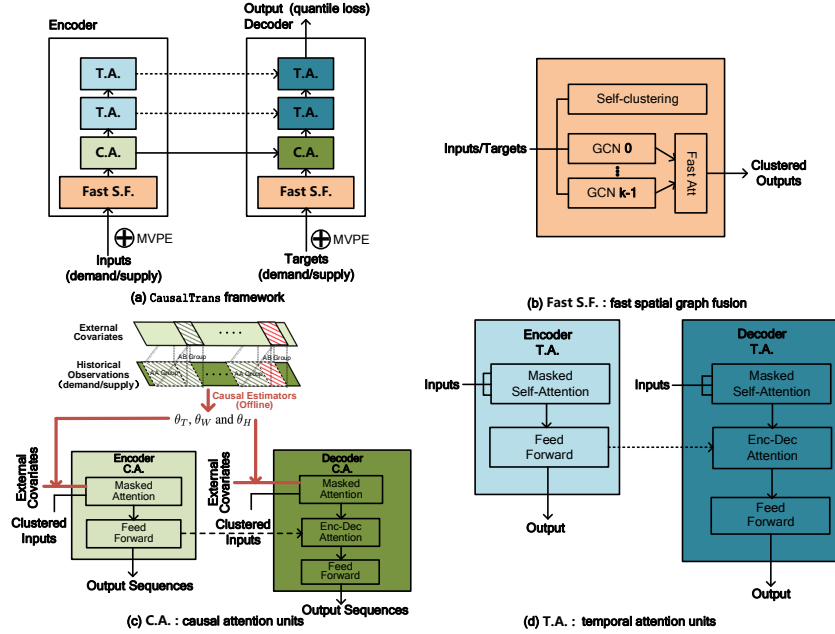 Encoder
Output (quantile loss)
Decoder
T.A.
T.A.
T.A.
T.A.
C.A.
C.A.
Fast S.F.
Fast S.F.
MVPE
MVPE
Inputs
(demand/supply)
Targets
(demand/supply)
(a) CausalTrans framework
Inputs/Targets
Self-clustering
GCN 0
GCN k-1
Fast Att
Clustered
Outputs
(b) Fast S.F. : fast spatial graph fusion
External
Covariates
AB Group
AB Group
Historical
Observations
(demand/supply)
AA Group
AA Group
Causal Estimators
(Offline)
θT, θW and θH
External
Covariates
Clustered
Inputs
Encoder
C.A.
Masked
Attention
Feed
Forward
Output Sequences
External
Covariates
Clustered
Inputs
Decoder
C.A.
Masked
Attention
Enc-Dec
Attention
Feed
Forward
Output Sequences
(c) C.A. : causal attention units
Encoder
T.A.
Inputs
Masked
Self-Attention
Feed
Forward
Output
Decoder
T.A.
Inputs
Masked
Self-Attention
Enc-Dec
Attention
Feed
Forward
Output
(d) T.A. : temporal attention units